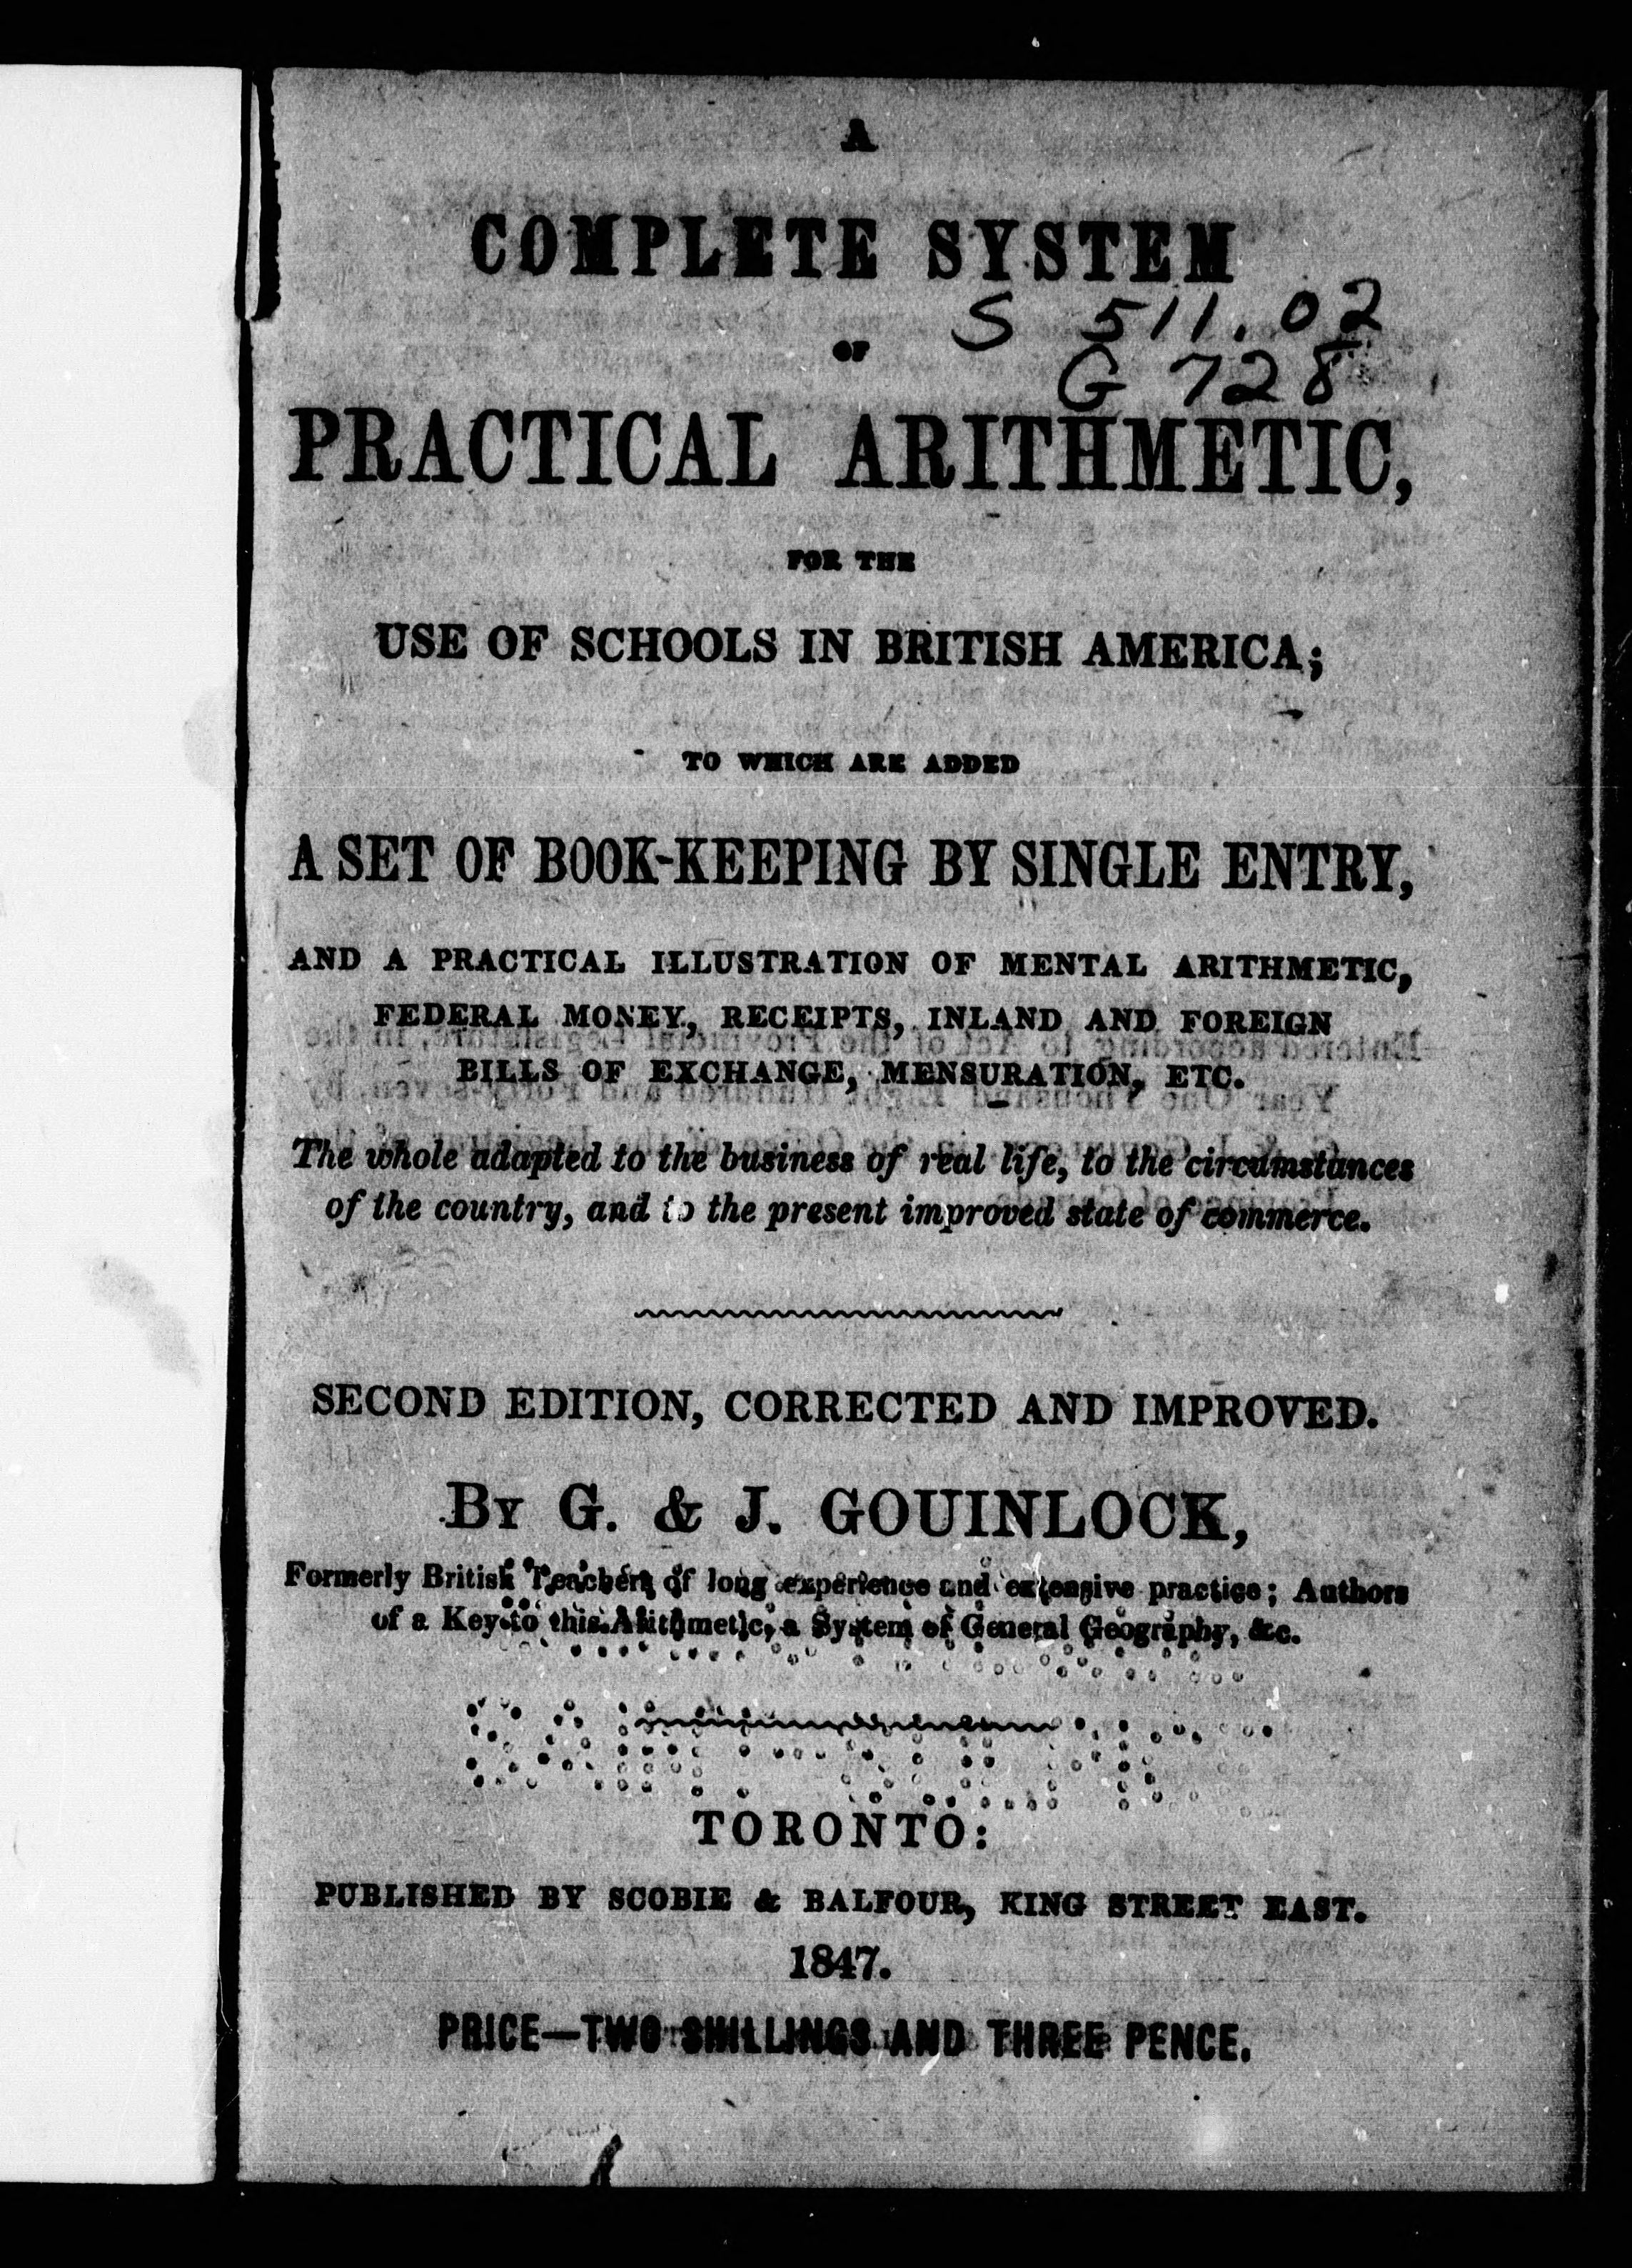 A
COMPLETE SYSTEM
OF
S 511.02
G 728
PRACTICAL ARITHMETIC,
FOR THE
USE OF SCHOOLS IN BRITISH AMERICA;
TO WHICH ARE ADDED
A SET OF BOOK-KEEPING BY SINGLE ENTRY,
AND A PRACTICAL ILLUSTRATION OF MENTAL ARITHMETIC,
FEDERAL MONEY, RECEIPTS, INLAND AND FOREIGN
BILLS OF EXCHANGE, MENSURATION, ETC.
The whole adapted to the business of real life, to the circumstances
of the country, and to the present improved state of commerce.
SECOND EDITION, CORRECTED AND IMPROVED.
BY G. & J. GOUINLOCK,
Formerly British Teachers of long experience and extensive practice; Authors
of a Key to this Arithmetic, a System of General Geography, &c.
TORONTO:
PUBLISHED BY SCOBIE & BALFOUR, KING STREET EAST.
1847.
PRICE—TWO SHILLINGS AND THREE PENCE.